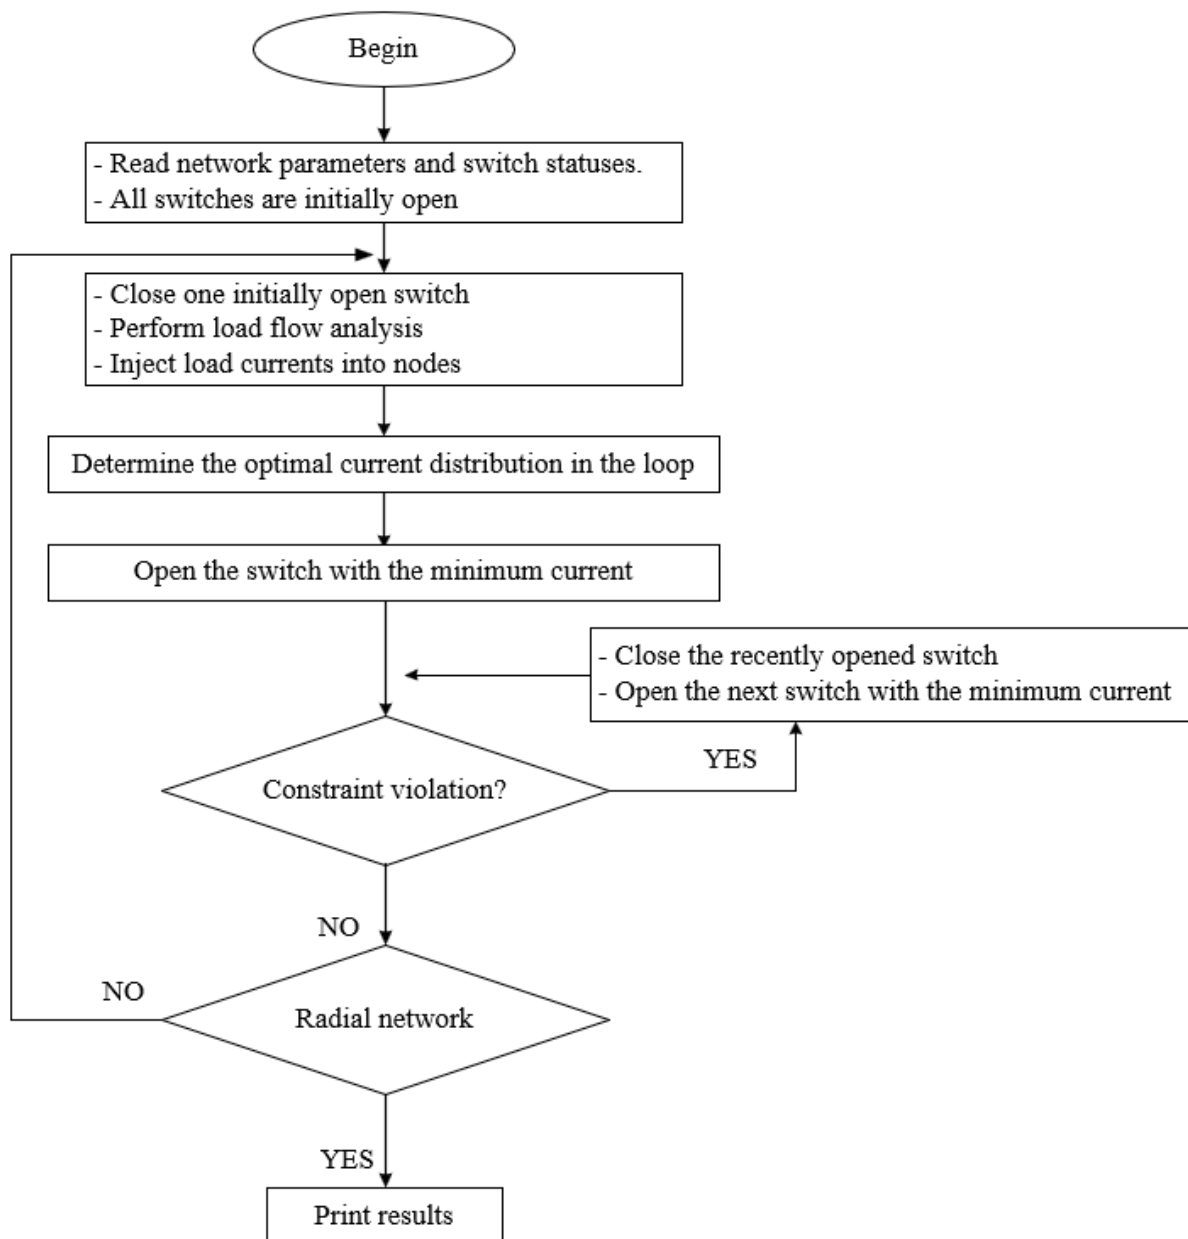 Begin
- Read network parameters and switch statuses.
- All switches are initially open
- Close one initially open switch
- Perform load flow analysis
- Inject load currents into nodes
Determine the optimal current distribution in the loop
Open the switch with the minimum current
- Close the recently opened switch
- Open the next switch with the minimum current
YES
Constraint violation?
NO
NO
Radial network
YES
Print results